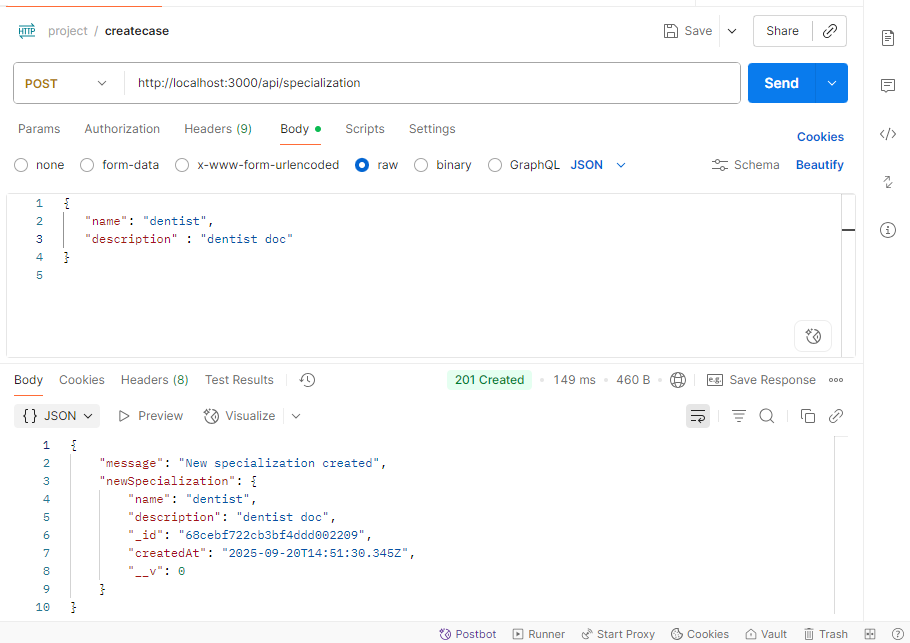 HTTP project / createcase Save Share
POST http://localhost:3000/api/specialization Send
Params Authorization Headers (9) Body Scripts Settings Cookies
none form-data x-www-form-urlencoded raw binary GraphQL JSON Schema Beautify
1 {
2 "name": "dentist",
3 "description" : "dentist doc"
4 }
5
Body Cookies Headers (8) Test Results 201 Created 149 ms 460 B e.g. Save Response
{} JSON Preview Visualize
1 {
2 "message": "New specialization created",
3 "newSpecialization": {
4 "name": "dentist",
5 "description": "dentist doc",
6 "_id": "68cebf722cb3bf4ddd002209",
7 "createdAt": "2025-09-20T14:51:30.345Z",
8 "__v": 0
9 }
10 }
Postbot Runner Start Proxy Cookies Vault Trash